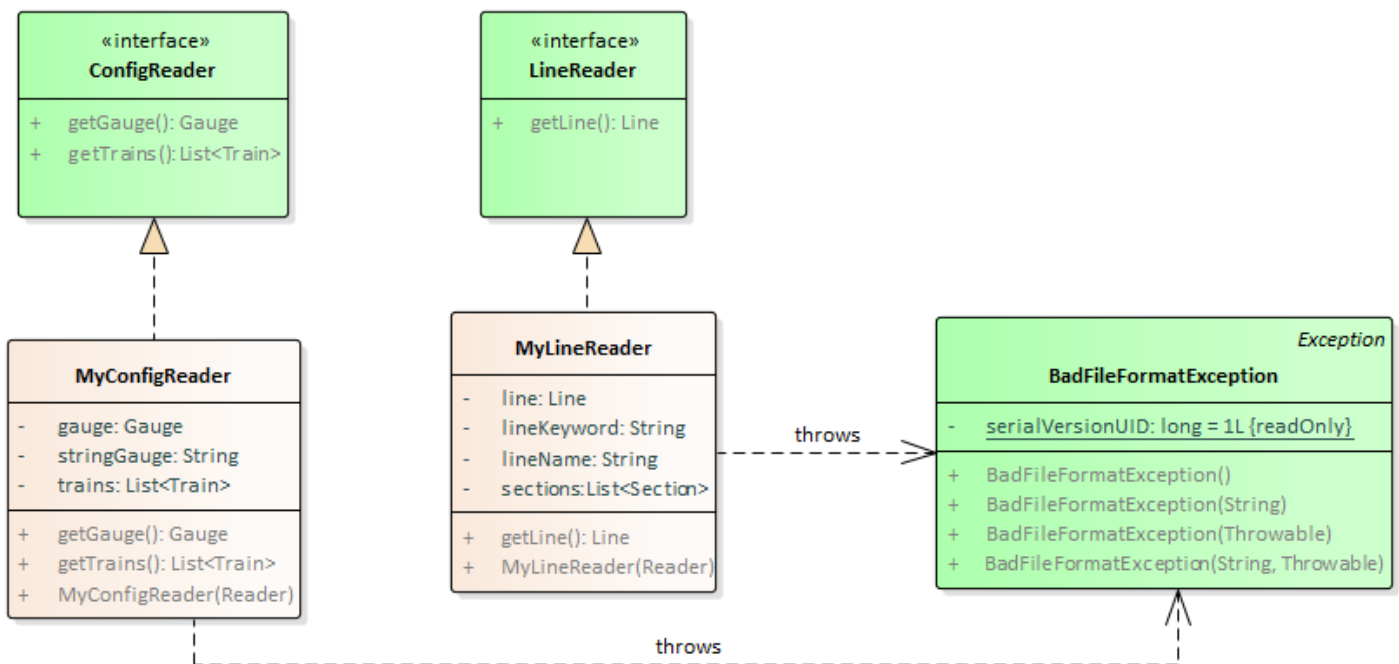 «interface»
ConfigReader
+ getGauge(): Gauge
+ getTrains():List<Train>
«interface»
LineReader
+ getLine(): Line
MyConfigReader
- gauge: Gauge
- stringGauge: String
- trains: List<Train>
+ getGauge(): Gauge
+ getTrains(): List<Train>
+ MyConfigReader(Reader)
MyLineReader
- line: Line
- lineKeyword: String
- lineName: String
- sections:List<Section>
+ getLine(): Line
+ MyLineReader(Reader)
throws
Exception
BadFileFormatException
- serialVersionUID: long = 1L {readOnly}
+ BadFileFormatException()
+ BadFileFormatException(String)
+ BadFileFormatException(Throwable)
+ BadFileFormatException(String, Throwable)
throws